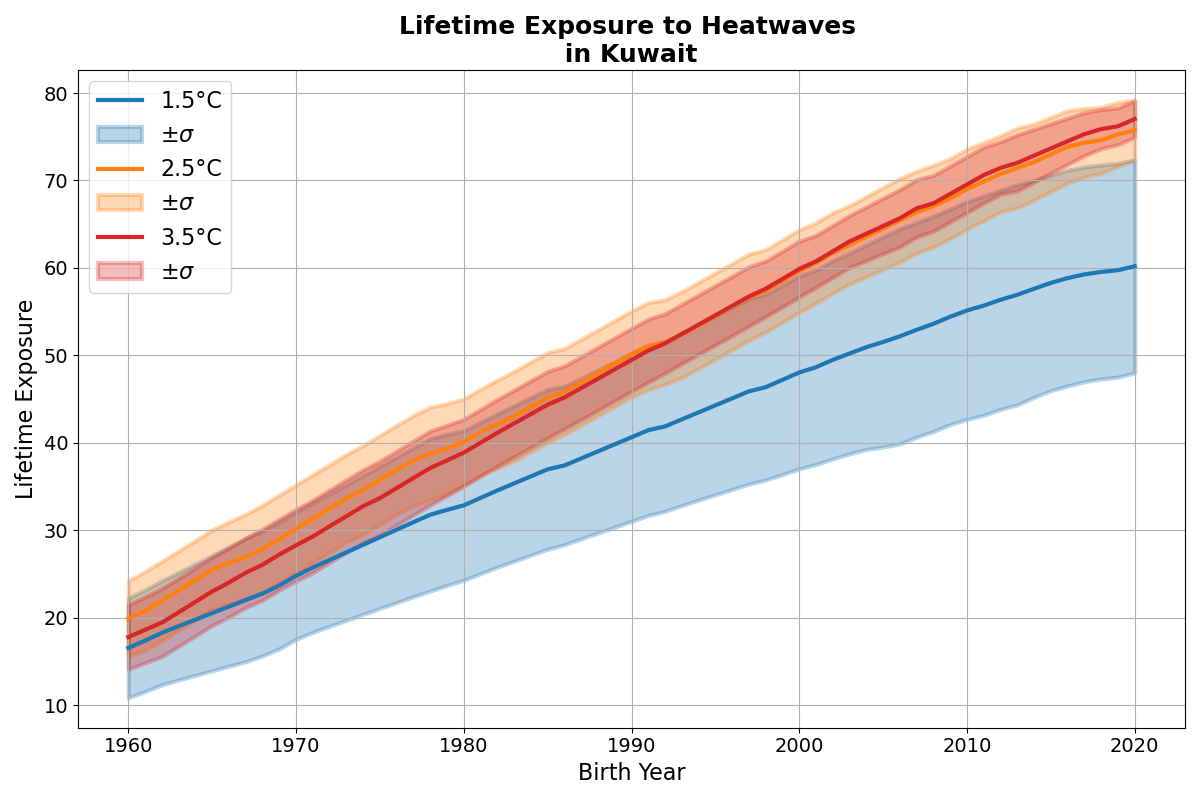 Lifetime Exposure to Heatwaves
in Kuwait
1.5°C
±σ
2.5°C
±σ
3.5°C
±σ
80
70
60
50
40
30
20
10
Lifetime Exposure
1960 1970 1980 1990 2000 2010 2020
Birth Year